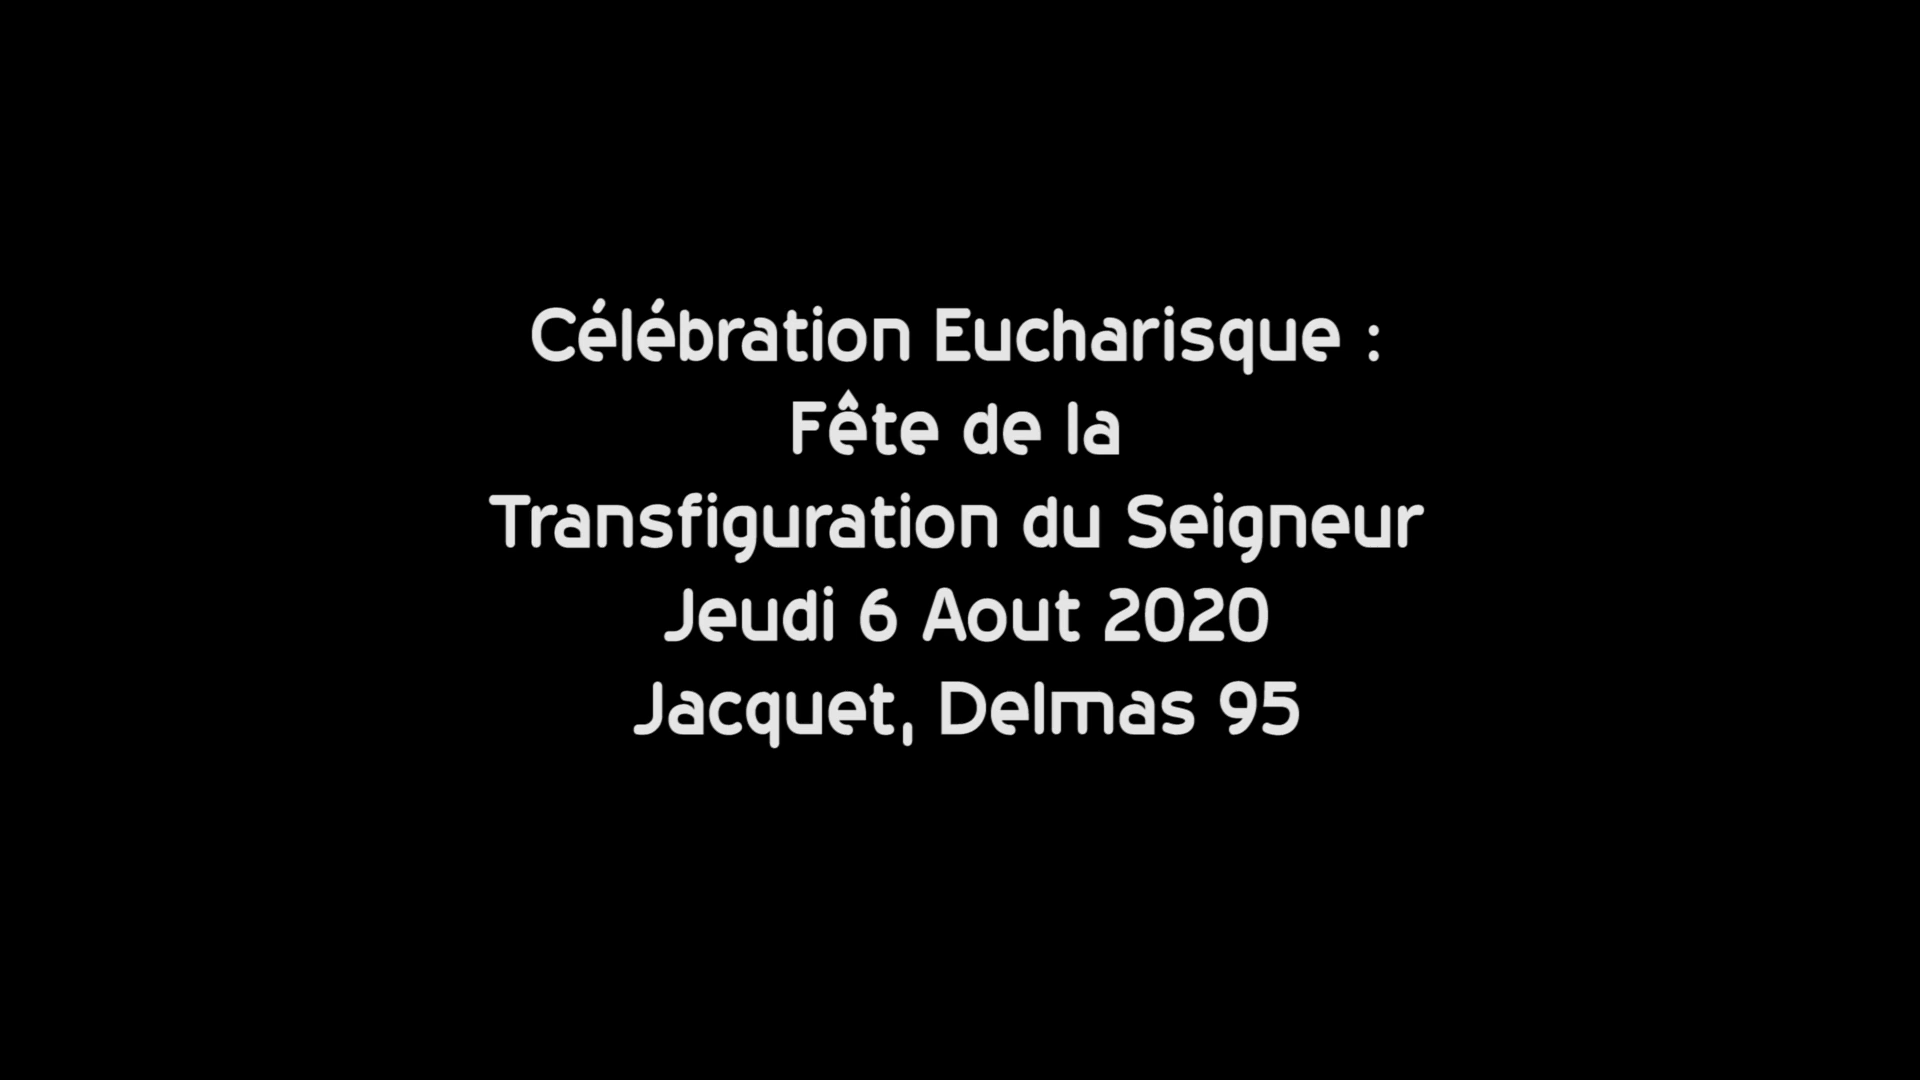 Célébration Eucharisque :
Fête de la
Transfiguration du Seigneur
Jeudi 6 Aout 2020
Jacquet, Delmas 95